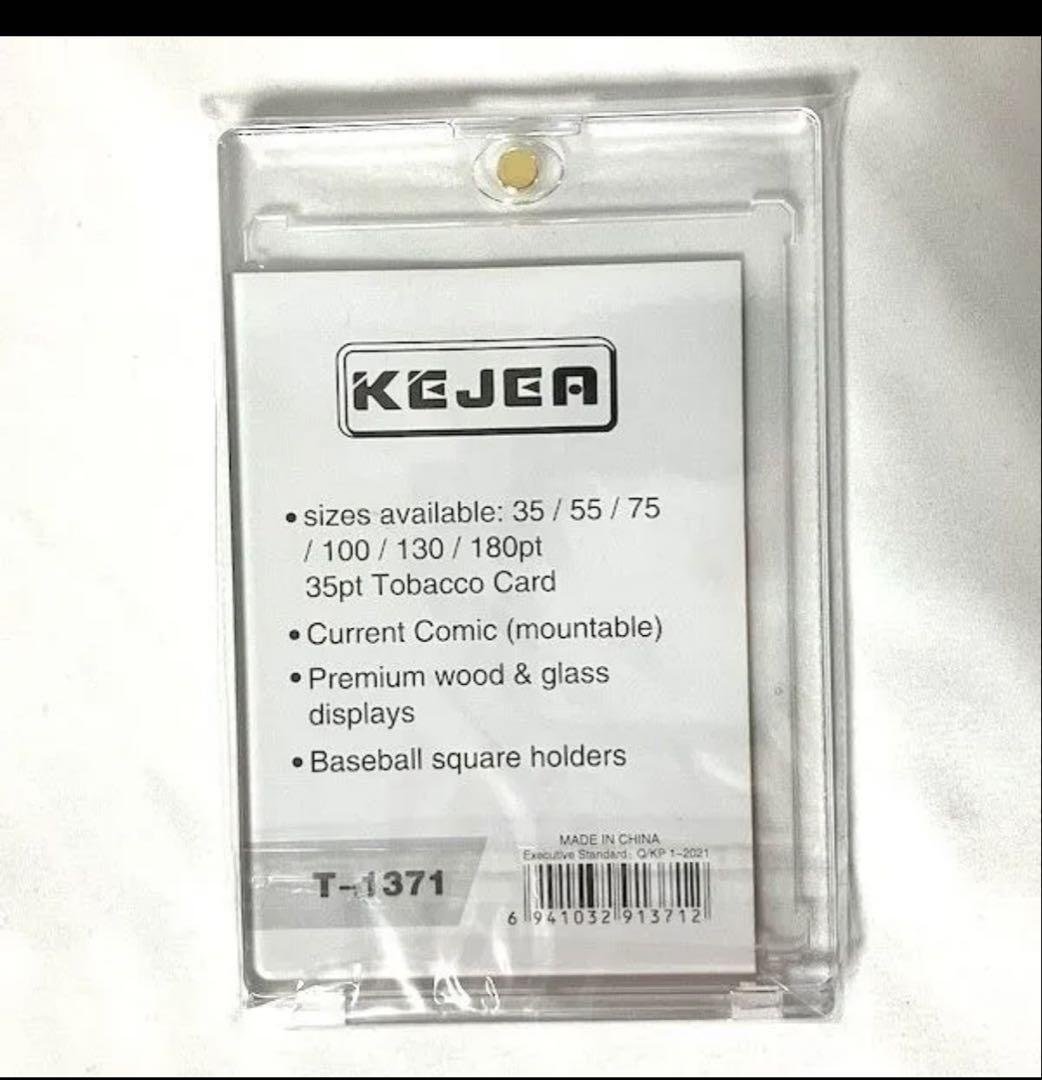 KEJEA
• sizes available: 35 / 55 / 75
/ 100 / 130 / 180pt
35pt Tobacco Card
• Current Comic (mountable)
• Premium wood & glass
displays
• Baseball square holders
MADE IN CHINA
Executive Standard: Q/KP 1-2021
T-1371
6 941032 913712